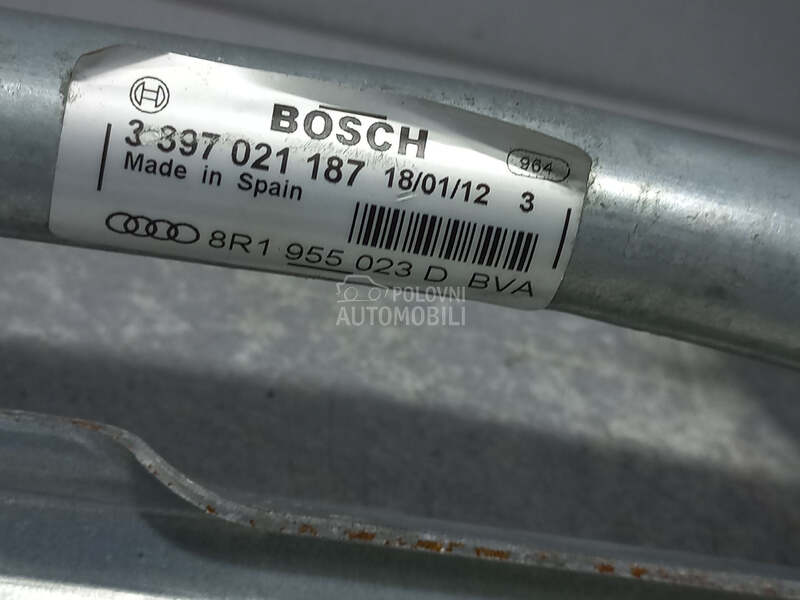 BOSCH
3 397 021 187 18/01/12 3
964
Made in Spain
8R1 955 023 D BVA
POLOVNI
AUTOMOBILI